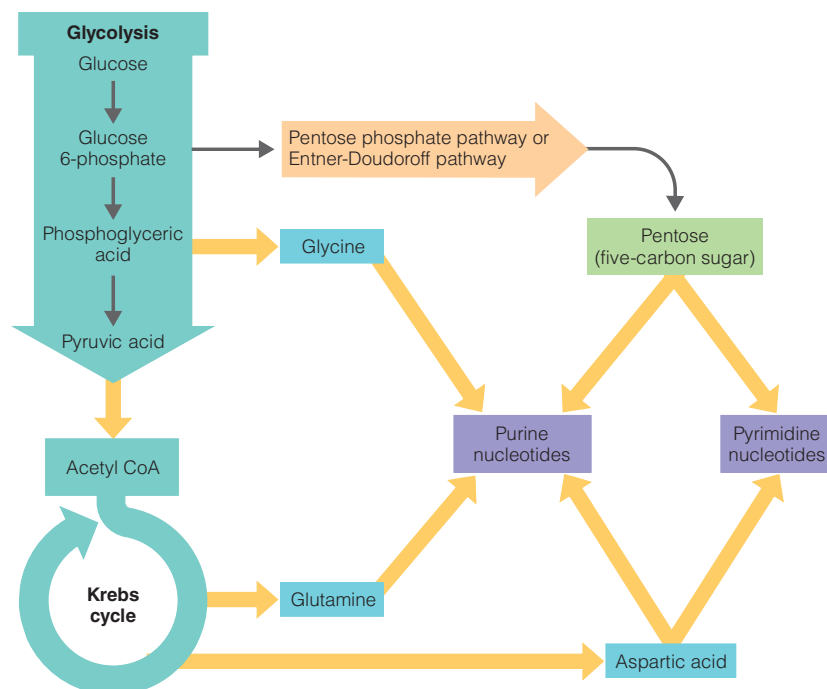 Glycolysis
Glucose
Glucose
6-phosphate
Pentose phosphate pathway or
Entner-Doudoroff pathway
Phosphoglyceric
acid
Glycine
Pentose
(five-carbon sugar)
Pyruvic acid
Purine
nucleotides
Pyrimidine
nucleotides
Acetyl CoA
Krebs
cycle
Glutamine
Aspartic acid